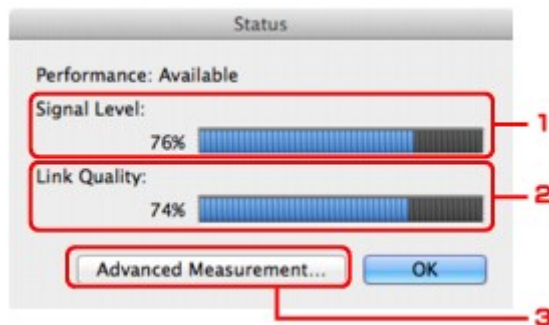 Status
Performance: Available
Signal Level:
76%
1
Link Quality:
74%
2
Advanced Measurement...
OK
3